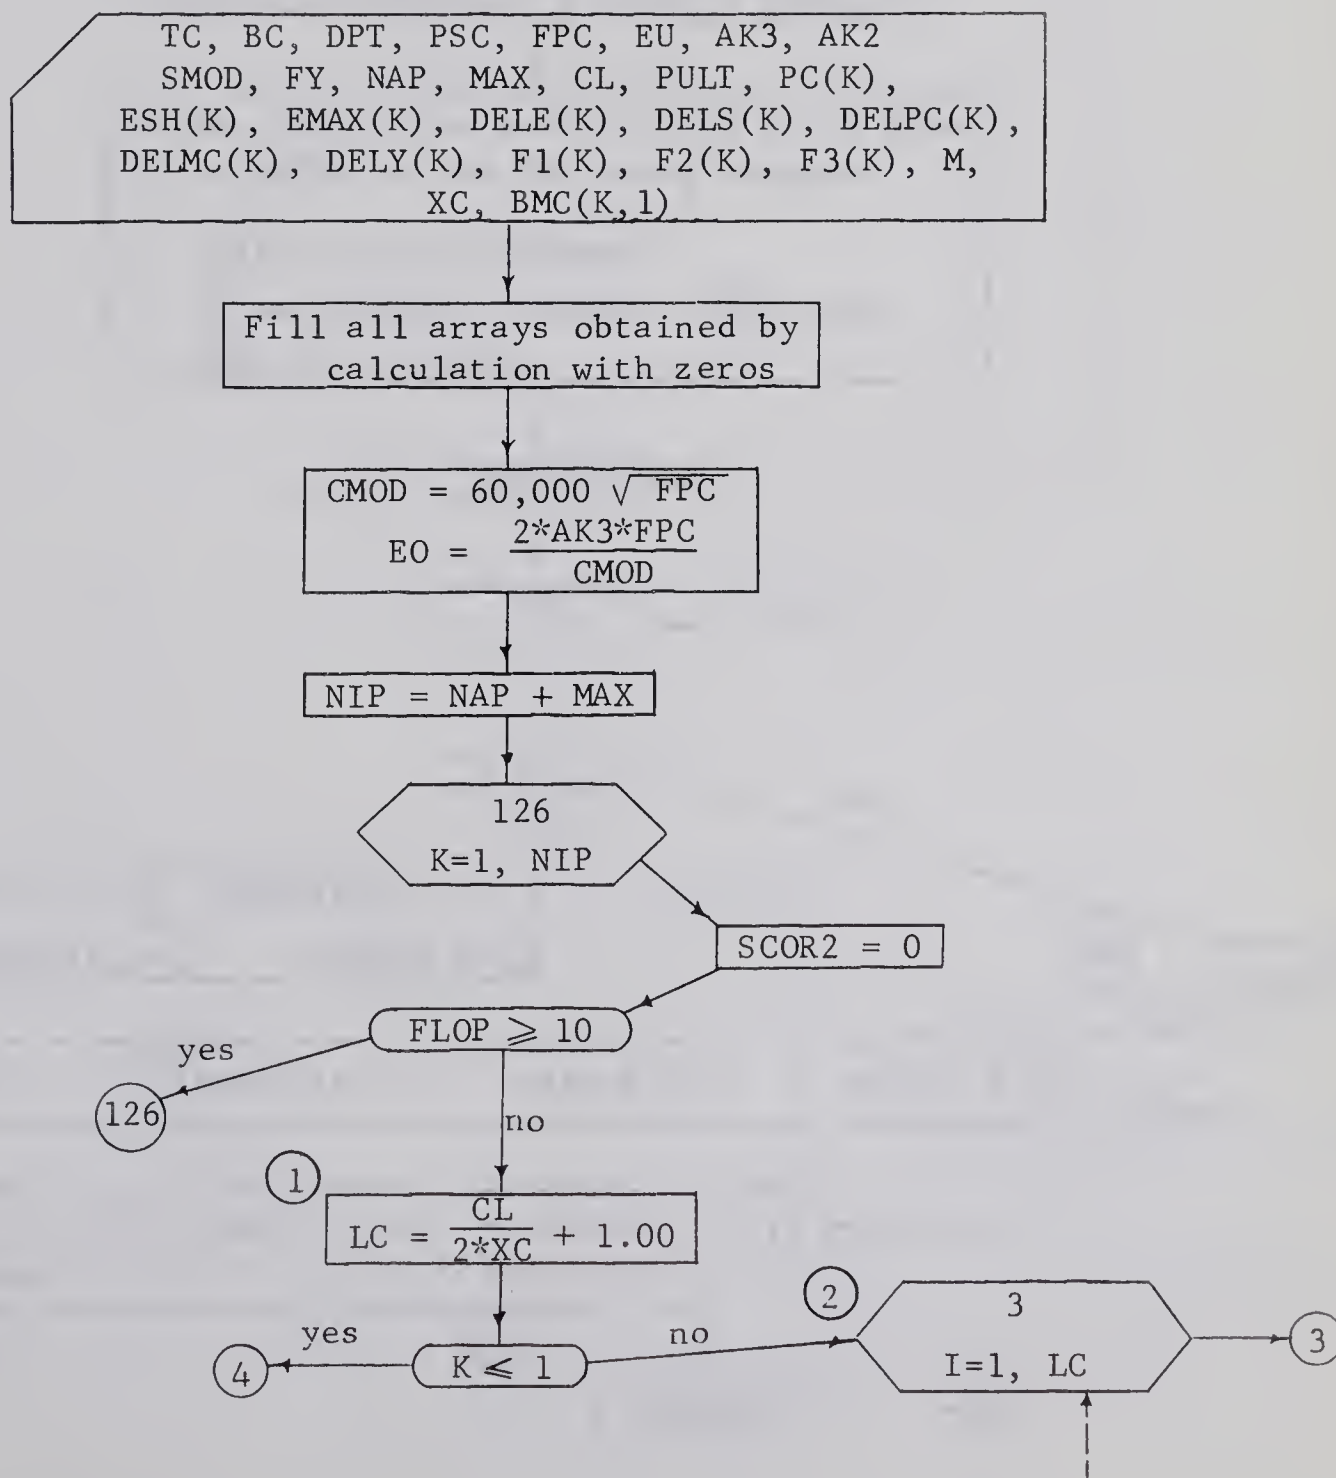 TC, BC, DPT, PSC, FPC, EU, AK3, AK2
SMOD, FY, NAP, MAX, CL, PULT, PC(K),
ESH(K), EMAX(K), DELE(K), DELS(K), DELPC(K),
DELMC(K), DELY(K), F1(K), F2(K), F3(K), M,
XC, BMC(K,1)
Fill all arrays obtained by
calculation with zeros
CMOD = 60,000 √ FPC
EO = 2*AK3*FPC
CMOD
NIP = NAP + MAX
126
K=1, NIP
SCOR2 = 0
FLOP ⩾ 10
yes
126
no
1
LC = CL
2*XC + 1.00
2
3
I=1, LC
3
yes
4
K ⩽ 1
no